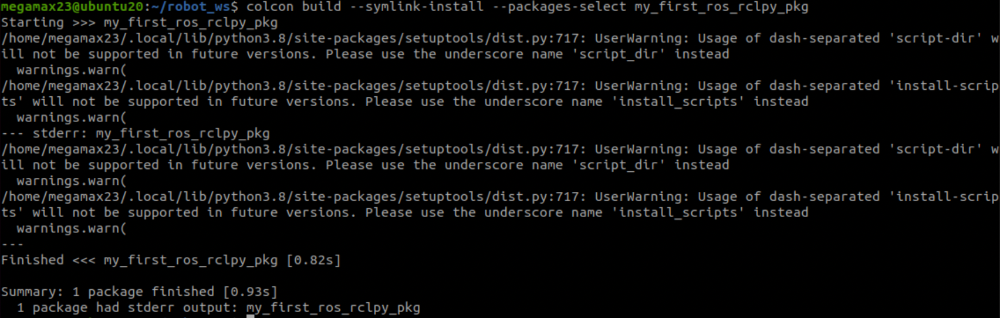 megamax23@ubuntu20:~/robot_ws$ colcon build --symlink-install --packages-select my_first_ros_rclpy_pkg
Starting >>> my_first_ros_rclpy_pkg
/home/megamax23/.local/lib/python3.8/site-packages/setuptools/dist.py:717: UserWarning: Usage of dash-separated 'script-dir' w
ill not be supported in future versions. Please use the underscore name 'script_dir' instead
  warnings.warn(
/home/megamax23/.local/lib/python3.8/site-packages/setuptools/dist.py:717: UserWarning: Usage of dash-separated 'install-scrip
ts' will not be supported in future versions. Please use the underscore name 'install_scripts' instead
  warnings.warn(
--- stderr: my_first_ros_rclpy_pkg
/home/megamax23/.local/lib/python3.8/site-packages/setuptools/dist.py:717: UserWarning: Usage of dash-separated 'script-dir' w
ill not be supported in future versions. Please use the underscore name 'script_dir' instead
  warnings.warn(
/home/megamax23/.local/lib/python3.8/site-packages/setuptools/dist.py:717: UserWarning: Usage of dash-separated 'install-scrip
ts' will not be supported in future versions. Please use the underscore name 'install_scripts' instead
  warnings.warn(
---
Finished <<< my_first_ros_rclpy_pkg [0.82s]

Summary: 1 package finished [0.93s]
  1 package had stderr output: my_first_ros_rclpy_pkg